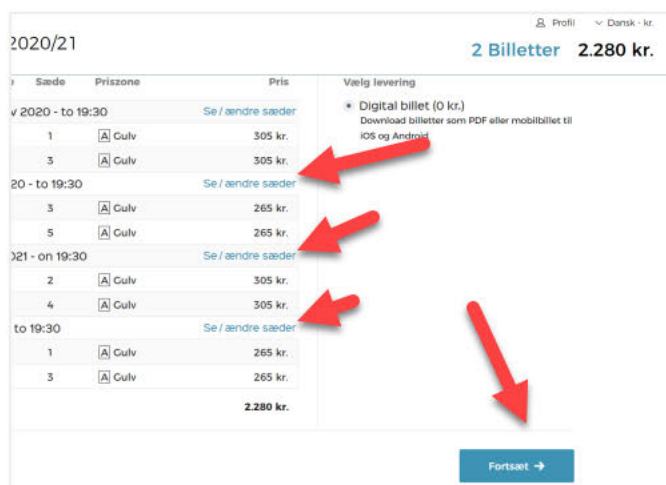 Profil Dansk - kr.
2020/21
2 Billetter 2.280 kr.
Sæde Priszone Pris Vælg levering
v 2020 - to 19:30 Se / ændre sæder
Digital billet (0 kr.)
Download billetter som PDF eller mobilbillet til
iOS og Android
1 A Gulv 305 kr.
3 A Gulv 305 kr.
20 - to 19:30 Se / ændre sæder
3 A Gulv 265 kr.
5 A Gulv 265 kr.
021 - on 19:30 Se / ændre sæder
2 A Gulv 305 kr.
4 A Gulv 305 kr.
to 19:30 Se / ændre sæder
1 A Gulv 265 kr.
3 A Gulv 265 kr.
2.280 kr.
Fortsæt →